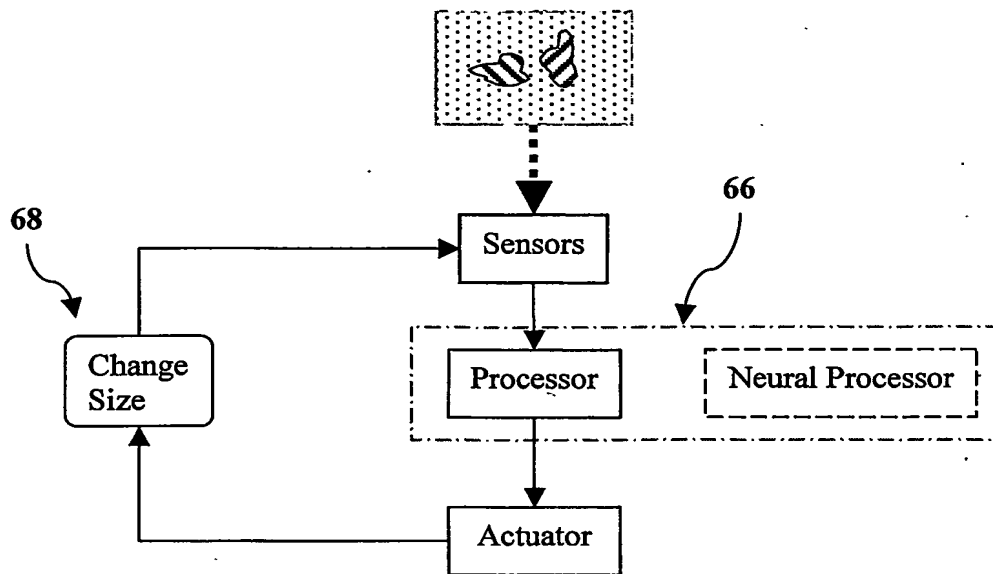 68
66
Sensors
Change
Size
Processor
Neural Processor
Actuator